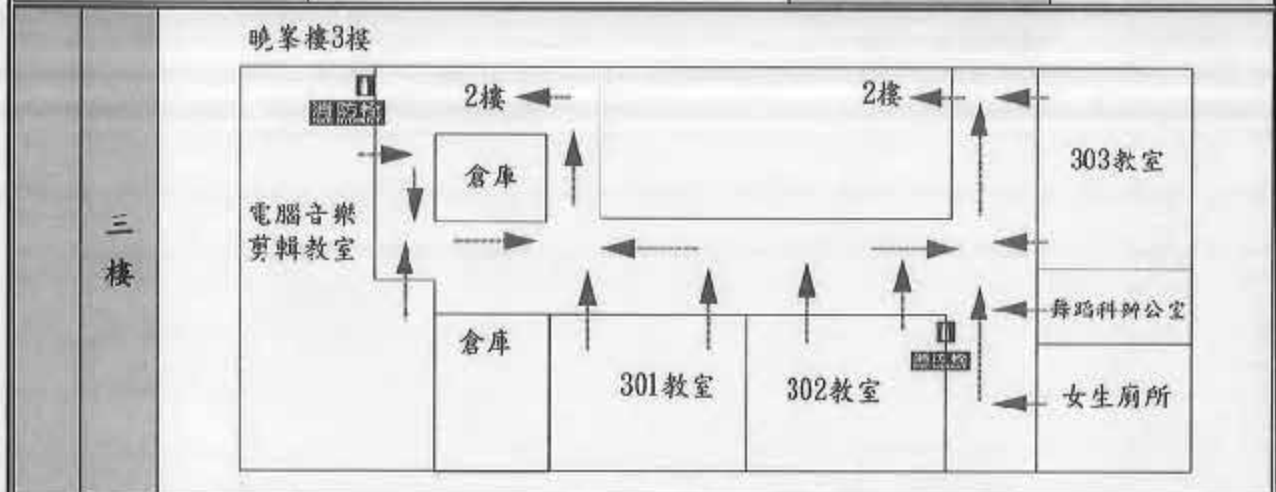 曉峯樓3樓
三樓
2樓
2樓
消防栓
倉庫
303教室
電腦音樂
剪輯教室
舞蹈科辦公室
倉庫
消防栓
301教室
302教室
女生廁所